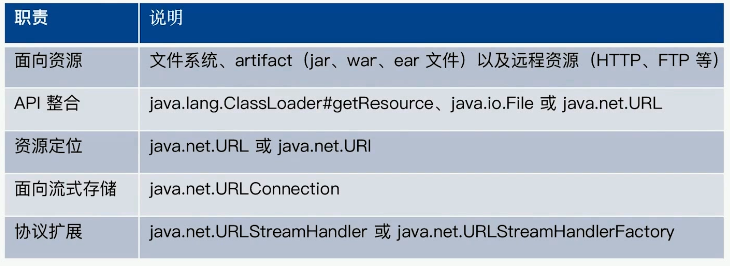 职责 说明
面向资源 文件系统、artifact（jar、war、ear 文件）以及远程资源（HTTP、FTP 等）
API 整合 java.lang.ClassLoader#getResource、java.io.File 或 java.net.URL
资源定位 java.net.URL 或 java.net.URI
面向流式存储 java.net.URLConnection
协议扩展 java.net.URLStreamHandler 或 java.net.URLStreamHandlerFactory